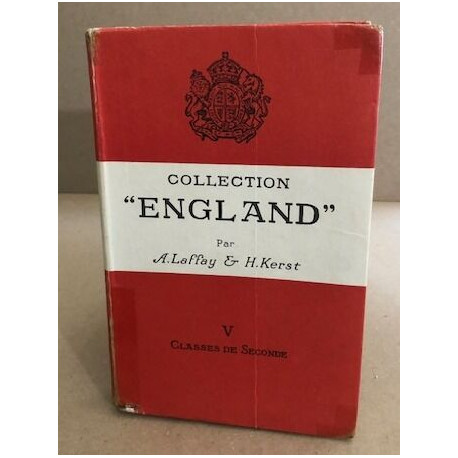 COLLECTION
“ENGLAND”
Par
A. Laffay & H. Kerst
V
CLASSES DE SECONDE